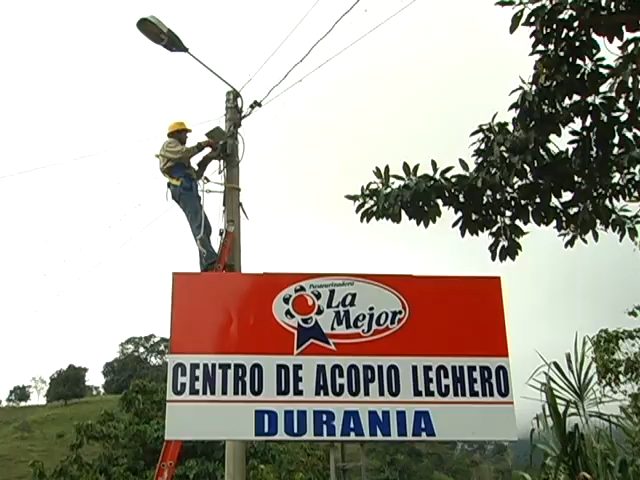 Pasteurizadora
La
Mejor
CENTRO DE ACOPIO LECHERO
DURANIA